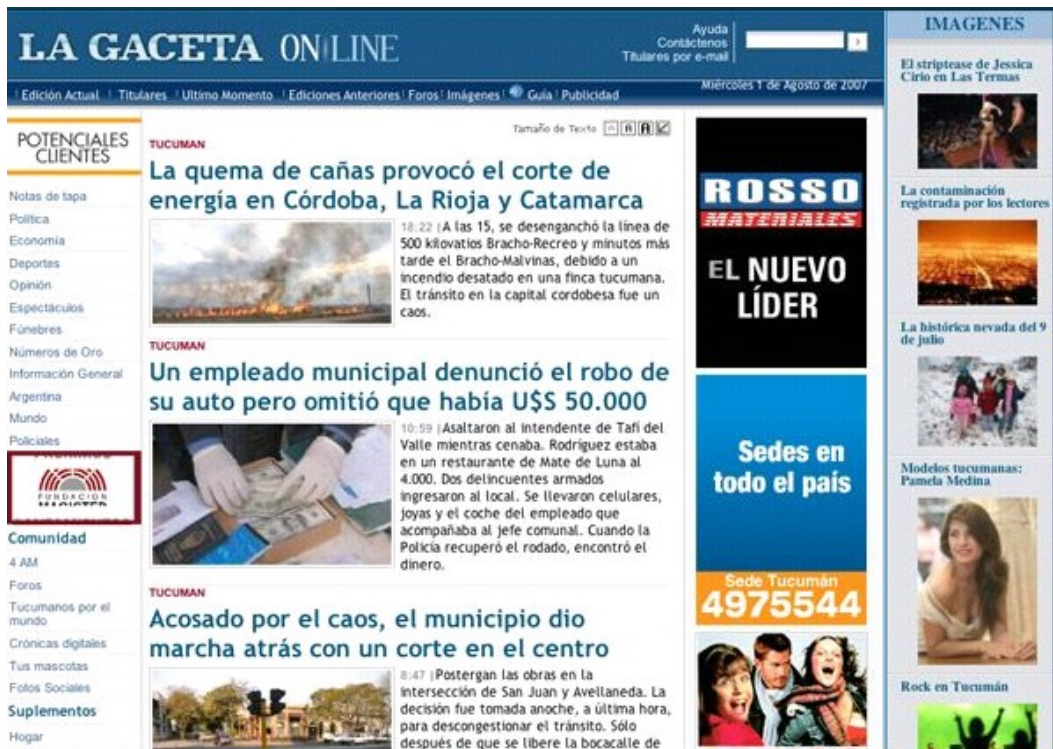 LA GACETA ON LINE
Ayuda
Contáctenos
Titulares por e-mail
Miércoles 1 de Agosto de 2007
Edición Actual | Titulares | Ultimo Momento | Ediciones Anteriores | Foros | Imágenes | Guía | Publicidad
POTENCIALES
CLIENTES
Notas de tapa
Política
Economía
Deportes
Opinión
Espectáculos
Fúnebres
Números de Oro
Información General
Argentina
Mundo
Policiales
FUNDACION
MAGISTER
Comunidad
4 AM
Foros
Tucumanos por el
mundo
Crónicas digitales
Tus mascotas
Fotos Sociales
Suplementos
Hogar
Tamaño de Texto
TUCUMAN
La quema de cañas provocó el corte de
energía en Córdoba, La Rioja y Catamarca
18:22 | A las 15, se desenganchó la línea de
500 kilovatios Bracho-Recreo y minutos más
tarde el Bracho-Malvinas, debido a un
incendio desatado en una finca tucumana.
El tránsito en la capital cordobesa fue un
caos.
TUCUMAN
Un empleado municipal denunció el robo de
su auto pero omitió que había U$S 50.000
10:59 | Asaltaron al intendente de Tafí del
Valle mientras cenaba. Rodríguez estaba
en un restaurante de Mate de Luna al
4.000. Dos delincuentes armados
ingresaron al local. Se llevaron celulares,
joyas y el coche del empleado que
acompañaba al jefe comunal. Cuando la
Policía recuperó el rodado, encontró el
dinero.
TUCUMAN
Acosado por el caos, el municipio dio
marcha atrás con un corte en el centro
8:47 | Postergan las obras en la
intersección de San Juan y Avellaneda. La
decisión fue tomada anoche, a última hora,
para descongestionar el tránsito. Sólo
después de que se libere la bocacalle de
ROSSO
MATERIALES
EL NUEVO
LÍDER
Sedes en
todo el país
Sede Tucumán
4975544
IMAGENES
El striptease de Jessica
Cirio en Las Termas
La contaminación
registrada por los lectores
La histórica nevada del 9
de julio
Modelos tucumanas:
Pamela Medina
Rock en Tucumán